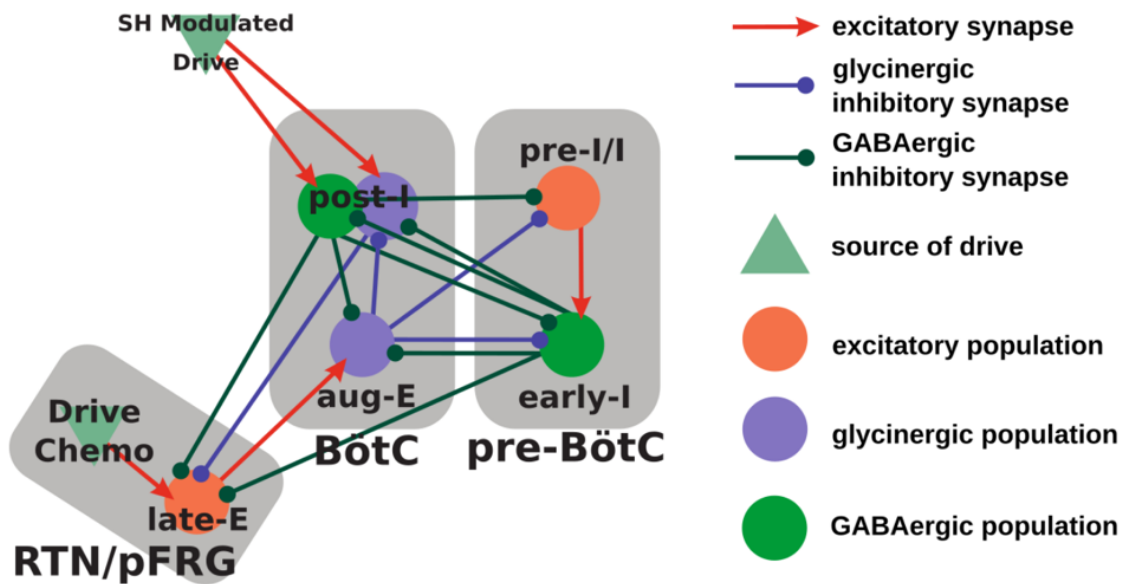 SH Modulated
Drive
post-I
pre-I/I
aug-E
early-I
BötC
pre-BötC
Drive
Chemo
late-E
RTN/pFRG
excitatory synapse
glycinergic
inhibitory synapse
GABAergic
inhibitory synapse
source of drive
excitatory population
glycinergic population
GABAergic population